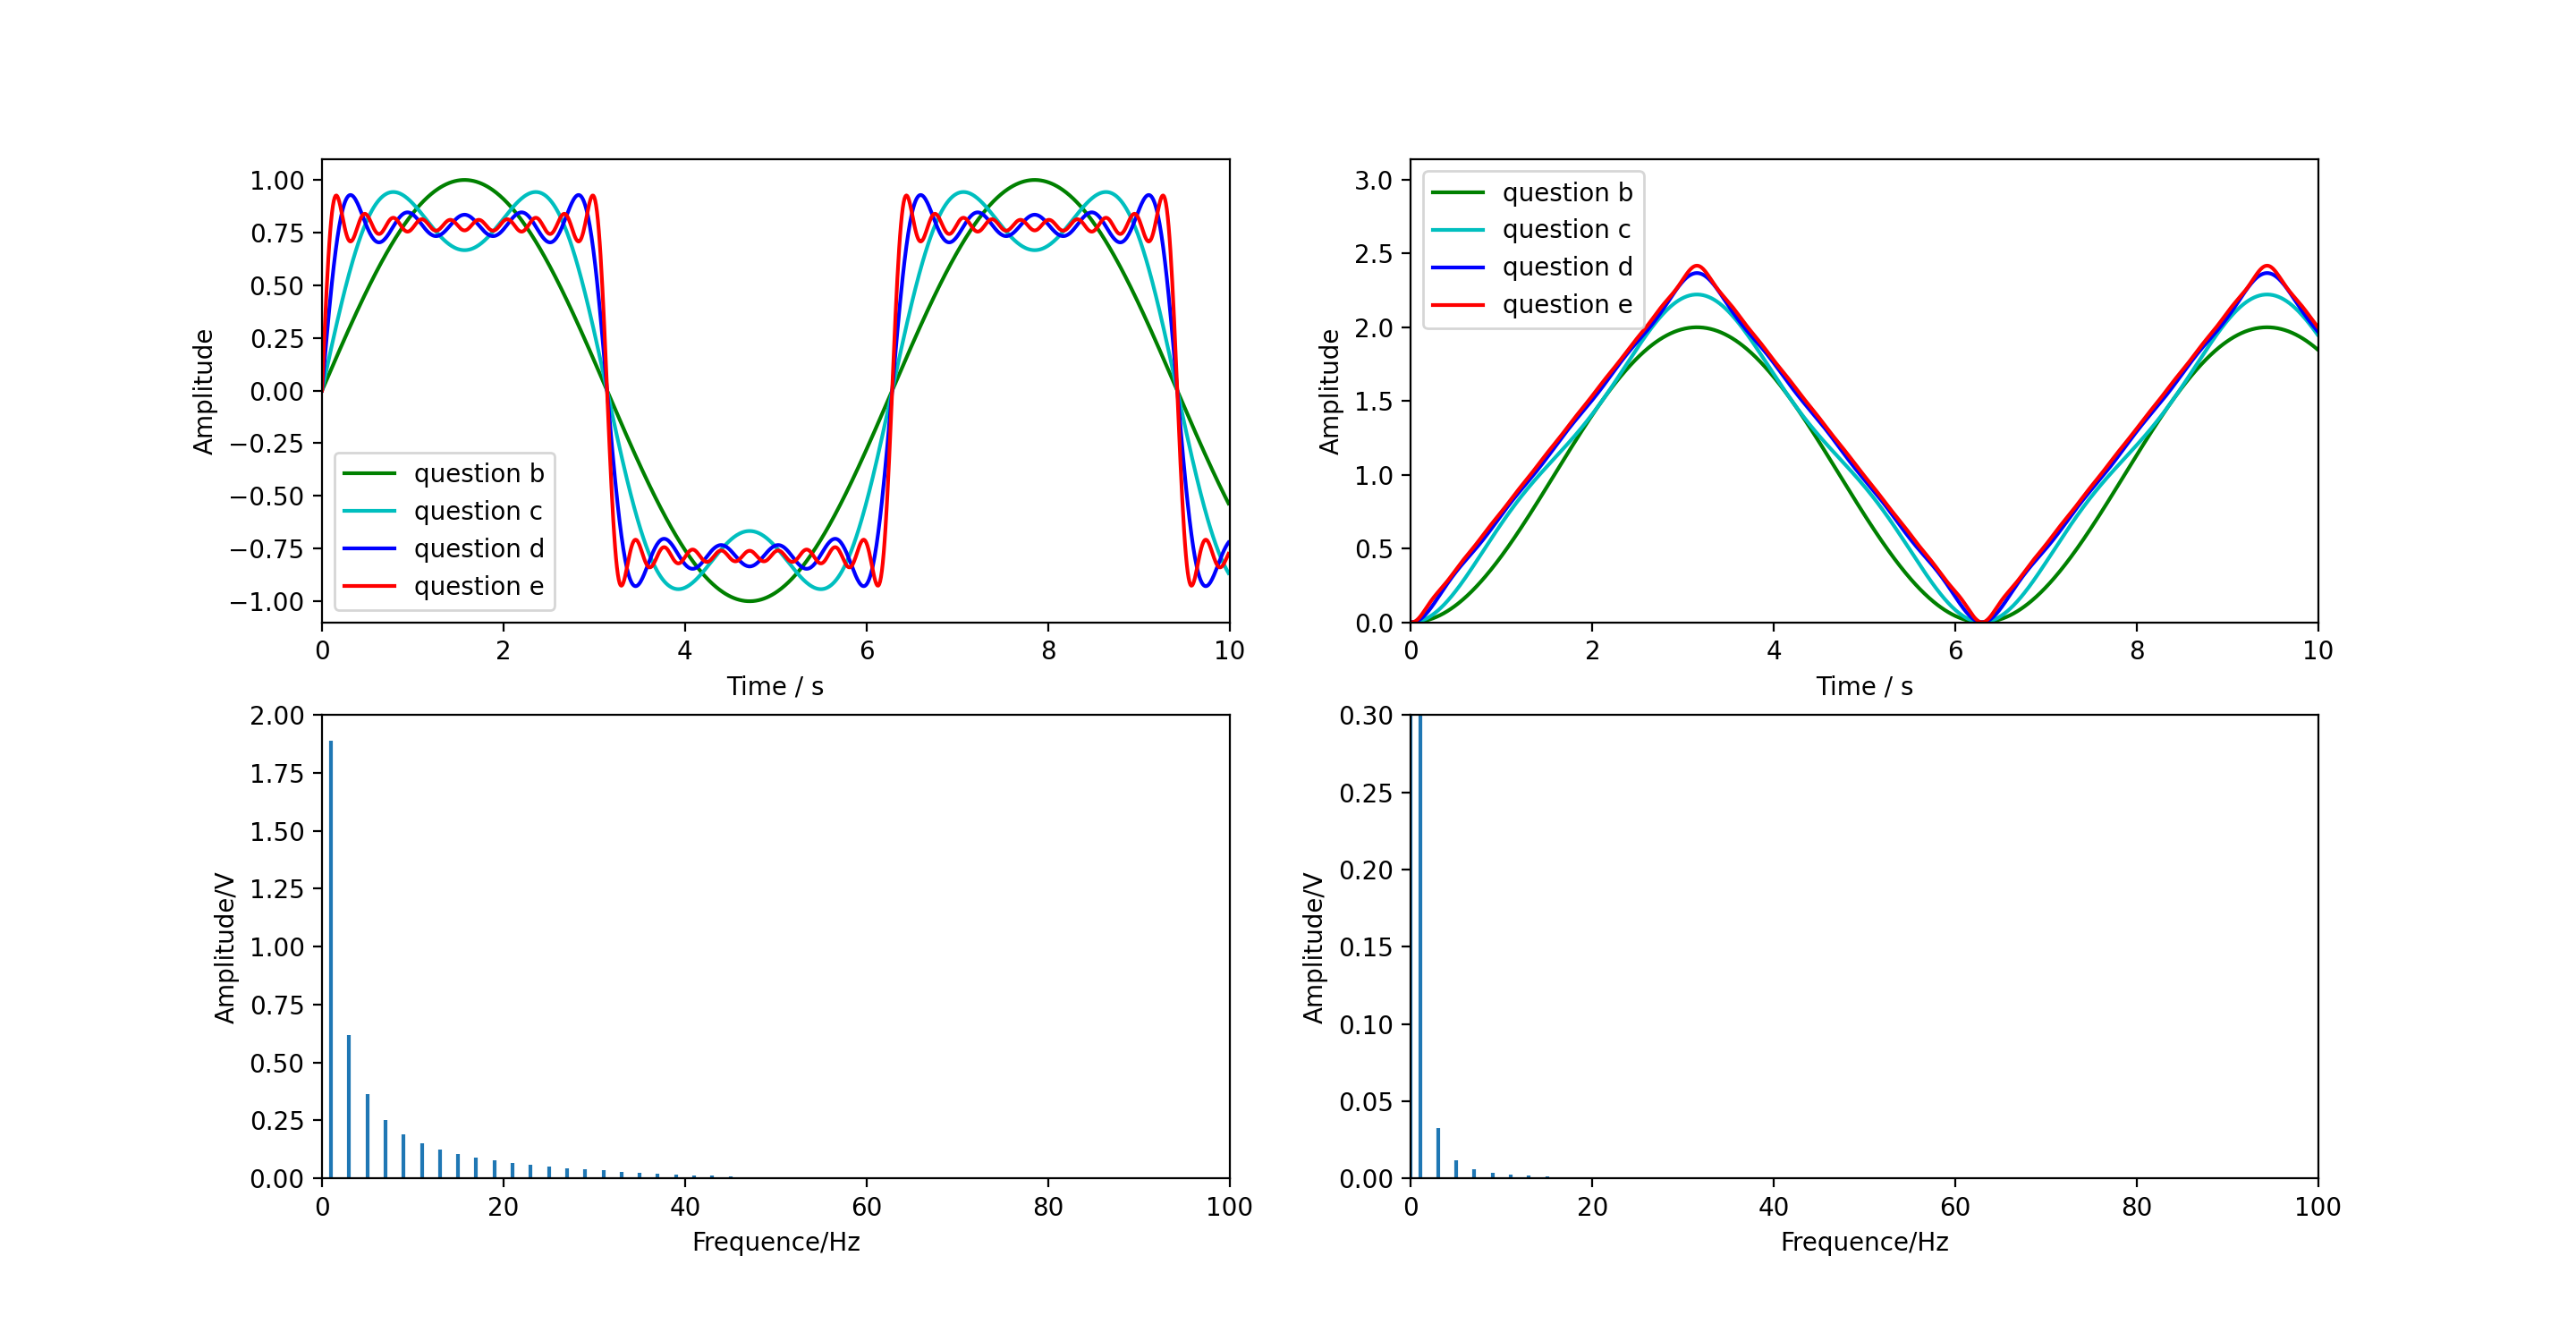 1.00
0.75
0.50
0.25
0.00
−0.25
−0.50
−0.75
−1.00
Amplitude
question b
question c
question d
question e
0 2 4 6 8 10
Time / s
3.0
2.5
2.0
1.5
1.0
0.5
0.0
Amplitude
question b
question c
question d
question e
0 2 4 6 8 10
Time / s
2.00
1.75
1.50
1.25
1.00
0.75
0.50
0.25
0.00
Amplitude/V
0 20 40 60 80 100
Frequence/Hz
0.30
0.25
0.20
0.15
0.10
0.05
0.00
Amplitude/V
0 20 40 60 80 100
Frequence/Hz